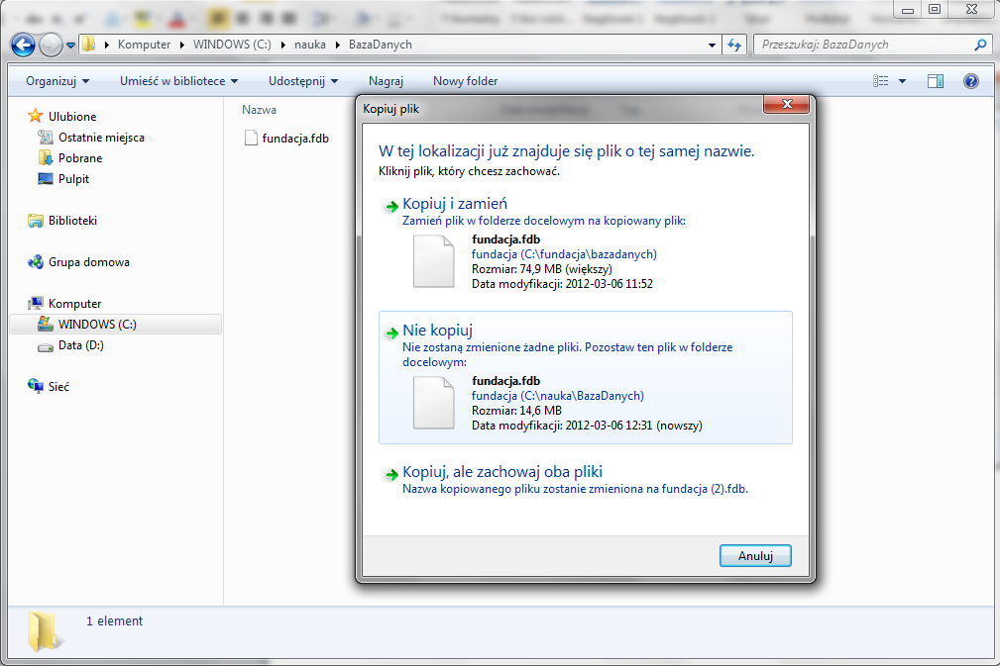 Komputer WINDOWS (C:) nauka BazaDanych
Przeszukaj: BazaDanych
Organizuj Umieść w bibliotece Udostępnij Nagraj Nowy folder
Ulubione
Ostatnie miejsca
Pobrane
Pulpit
Biblioteki
Grupa domowa
Komputer
WINDOWS (C:)
Data (D:)
Sieć
Nazwa
fundacja.fdb
Kopiuj plik
W tej lokalizacji już znajduje się plik o tej samej nazwie.
Kliknij plik, który chcesz zachować.
Kopiuj i zamień
Zamień plik w folderze docelowym na kopiowany plik:
fundacja.fdb
fundacja (C:\fundacja\bazadanych)
Rozmiar: 74,9 MB (większy)
Data modyfikacji: 2012-03-06 11:52
Nie kopiuj
Nie zostaną zmienione żadne pliki. Pozostaw ten plik w folderze
docelowym:
fundacja.fdb
fundacja (C:\nauka\BazaDanych)
Rozmiar: 14,6 MB
Data modyfikacji: 2012-03-06 12:31 (nowszy)
Kopiuj, ale zachowaj oba pliki
Nazwa kopiowanego pliku zostanie zmieniona na fundacja (2).fdb.
Anuluj
1 element